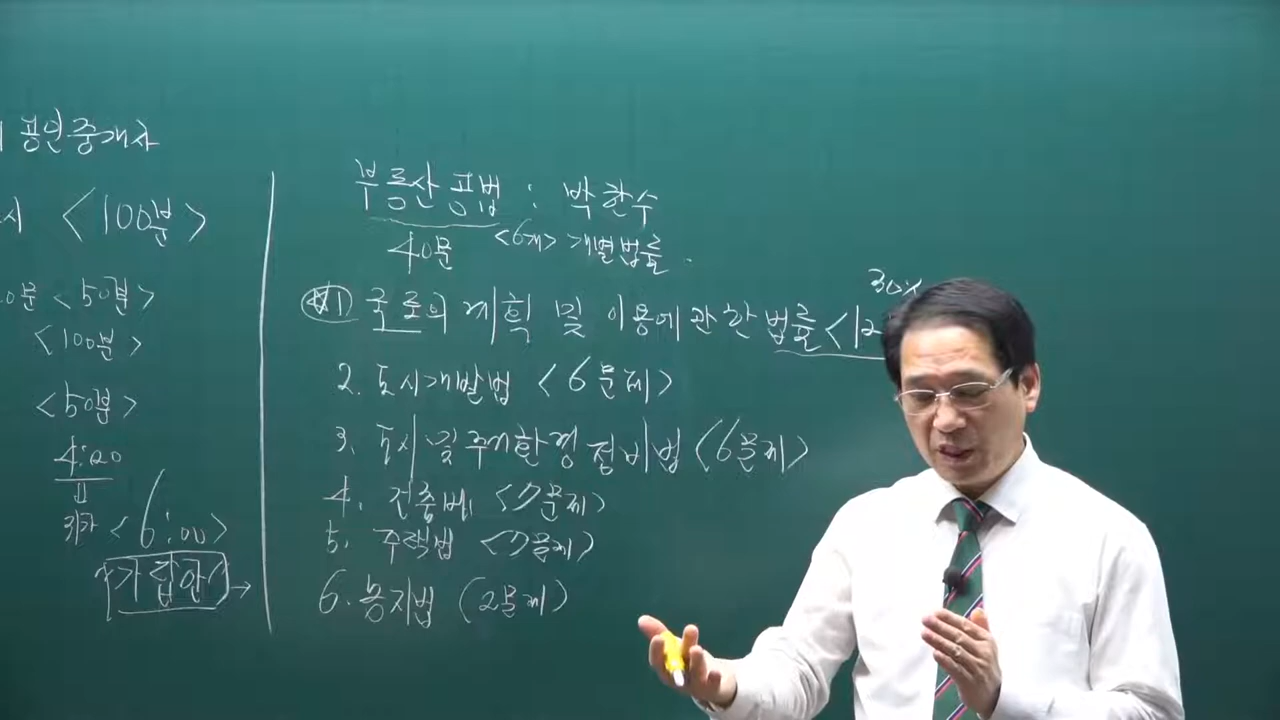 공인중개사
<100분>
<50분>
<100분>
<50분>
4:20
<6:00>
가답안
부동산공법 : 박한수
40문 <6개> 개별법률.
1 국토의 계획 및 이용에 관한 법률 <12
30%
2. 도시개발법 <6문제>
3. 도시 및 주거환경정비법 <6문제>
4. 건축법 <7문제>
5. 주택법 <7문제>
6. 농지법 (2문제)